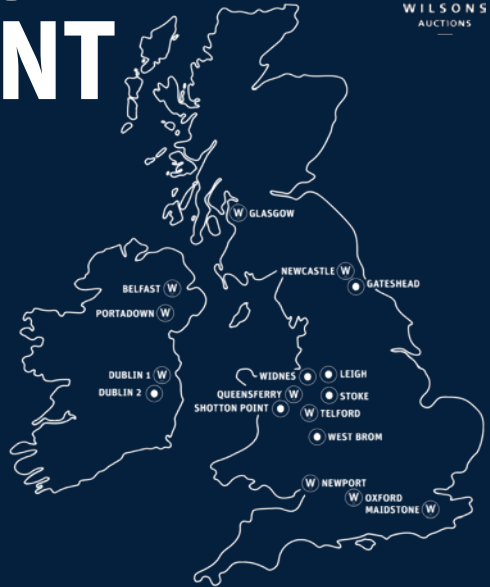 WILSONS
AUCTIONS
NT
W GLASGOW
NEWCASTLE W
GATESHEAD
BELFAST W
PORTADOWN W
DUBLIN 1 W
DUBLIN 2
WIDNES
LEIGH
QUEENSFERRY W
STOKE
SHOTTON POINT
W TELFORD
WEST BROM
W NEWPORT
W OXFORD
MAIDSTONE W